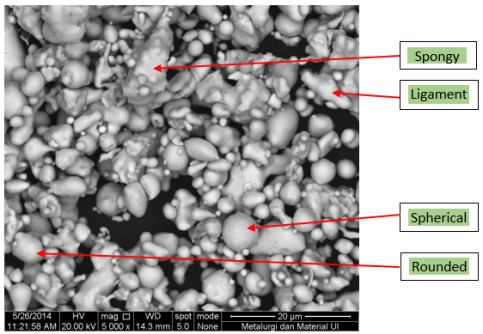 Spongy
Ligament
Spherical
Rounded
5/26/2014 HV mag WD spot mode 20 µm
11:21:58 AM 20.00 kV 5 000 x 14.3 mm 5.0 None Metalurgi dan Material UI